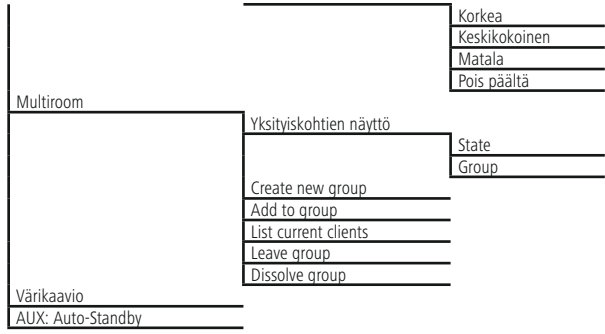 Korkea
Keskikokoinen
Matala
Pois päältä
Multiroom
Yksityiskohtien näyttö
State
Group
Create new group
Add to group
List current clients
Leave group
Dissolve group
Värikaavio
AUX: Auto-Standby